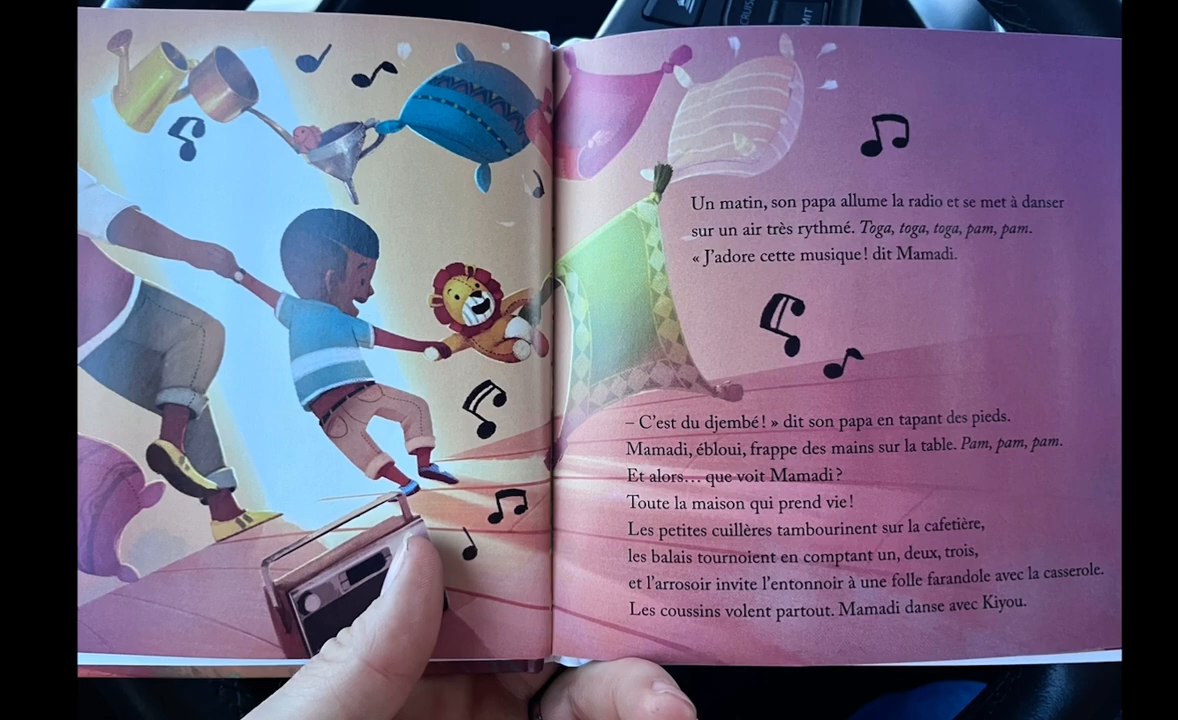 CRUISE
MIT
Un matin, son papa allume la radio et se met à danser
sur un air très rythmé. Toga, toga, toga, pam, pam.
« J’adore cette musique ! dit Mamadi.
– C’est du djembé ! » dit son papa en tapant des pieds.
Mamadi, ébloui, frappe des mains sur la table. Pam, pam, pam.
Et alors… que voit Mamadi ?
Toute la maison qui prend vie !
Les petites cuillères tambourinent sur la cafetière,
les balais tournoient en comptant un, deux, trois,
et l’arrosoir invite l’entonnoir à une folle farandole avec la casserole.
Les coussins volent partout. Mamadi danse avec Kiyou.